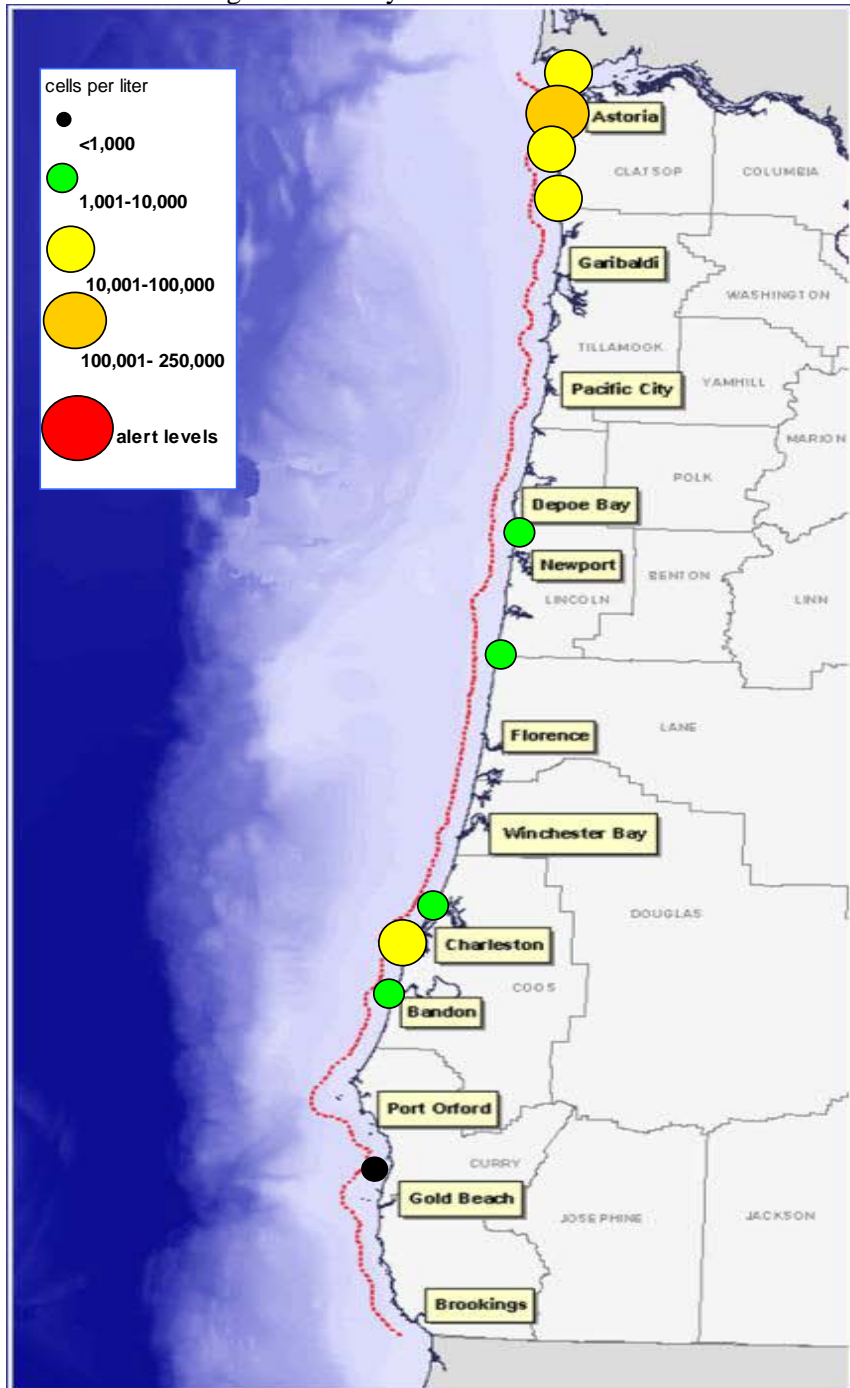 cells per liter
<1,000
1,001-10,000
10,001-100,000
100,001- 250,000
alert levels
Astoria
CLATSOP
COLUMBIA
Garibaldi
WASHINGTON
TILLAMOOK
Pacific City
YAMHILL
MARION
POLK
Depoe Bay
Newport
BENTON
LINCOLN
LINN
Florence
LANE
Winchester Bay
DOUGLAS
Charleston
COOS
Bandon
Port Orford
CURRY
Gold Beach
JOSEPHINE
JACKSON
Brookings